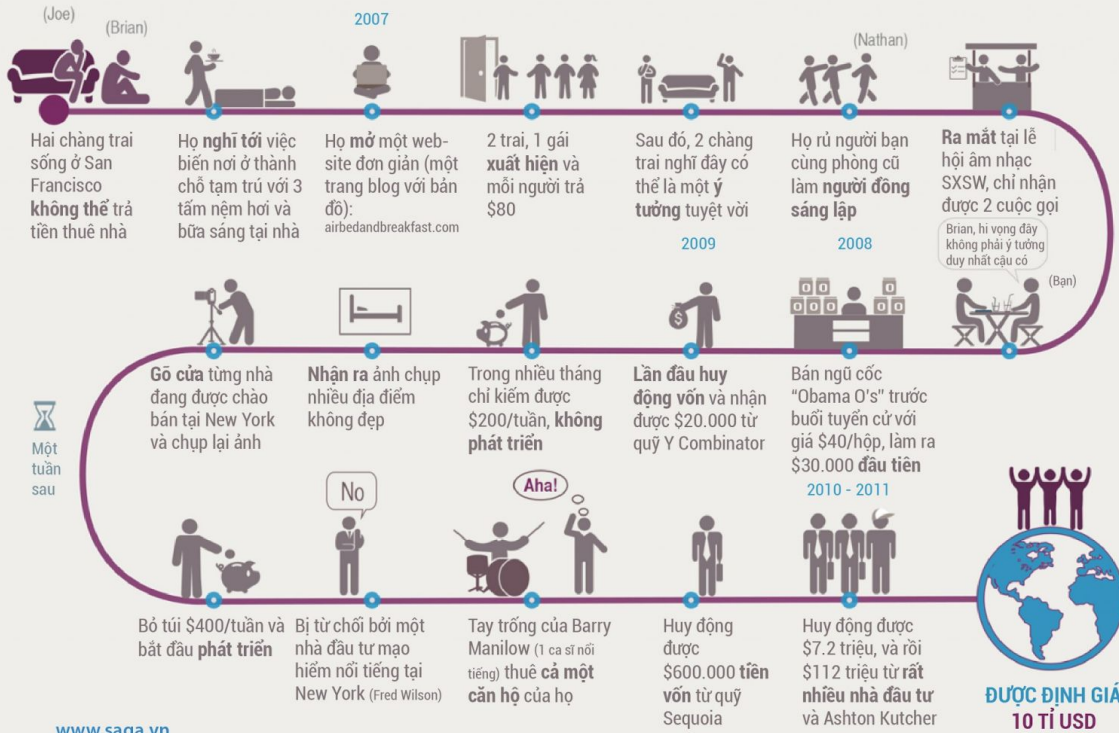 (Joe)
(Brian)
Hai chàng trai
sống ở San
Francisco
không thể trả
tiền thuê nhà
Họ nghĩ tới việc
biến nơi ở thành
chỗ tạm trú với 3
tấm nệm hơi và
bữa sáng tại nhà
2007
Họ mở một web-
site đơn giản (một
trang blog với bản
đồ):
airbedandbreakfast.com
2 trai, 1 gái
xuất hiện và
mỗi người trả
$80
Sau đó, 2 chàng
trai nghĩ đây có
thể là một ý
tưởng tuyệt vời
(Nathan)
Họ rủ người bạn
cùng phòng cũ
làm người đồng
sáng lập
Ra mắt tại lễ
hội âm nhạc
SXSW, chỉ nhận
được 2 cuộc gọi
Brian, hi vọng đây
không phải ý tưởng
duy nhất cậu có
(Bạn)
2008
Bán ngũ cốc
“Obama O's” trước
buổi tuyển cử với
giá $40/hộp, làm ra
$30.000 đầu tiên
2009
Lần đầu huy
động vốn và nhận
được $20.000 từ
quỹ Y Combinator
Trong nhiều tháng
chỉ kiếm được
$200/tuần, không
phát triển
Nhận ra ảnh chụp
nhiều địa điểm
không đẹp
Gõ cửa từng nhà
đang được chào
bán tại New York
và chụp lại ảnh
Một
tuần
sau
Bỏ túi $400/tuần và
bắt đầu phát triển
No
Bị từ chối bởi một
nhà đầu tư mạo
hiểm nổi tiếng tại
New York (Fred Wilson)
Aha!
Tay trống của Barry
Manilow (1 ca sĩ nổi
tiếng) thuê cả một
căn hộ của họ
Huy động
được
$600.000 tiền
vốn từ quỹ
Sequoia
2010 - 2011
Huy động được
$7.2 triệu, và rồi
$112 triệu từ rất
nhiều nhà đầu tư
và Ashton Kutcher
ĐƯỢC ĐỊNH GIÁ
10 TỈ USD
www.saga.vn